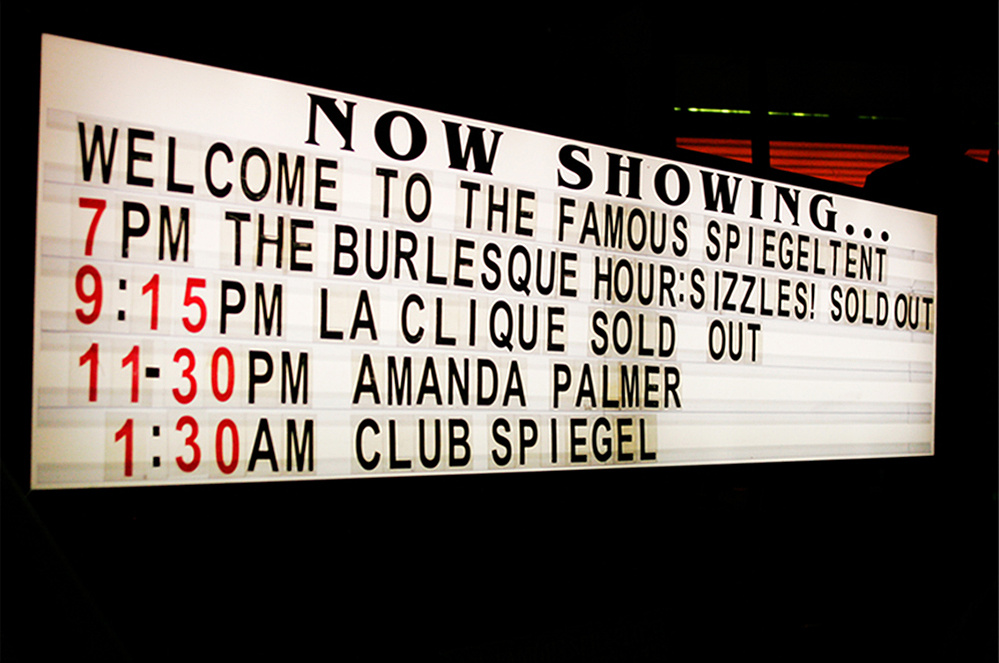 NOW SHOWING...
WELCOME TO THE FAMOUS SPIEGELTENT
7PM THE BURLESQUE HOUR:SIZZLES! SOLD OUT
9:15PM LA CLIQUE SOLD OUT
11-30PM AMANDA PALMER
1:30AM CLUB SPIEGEL